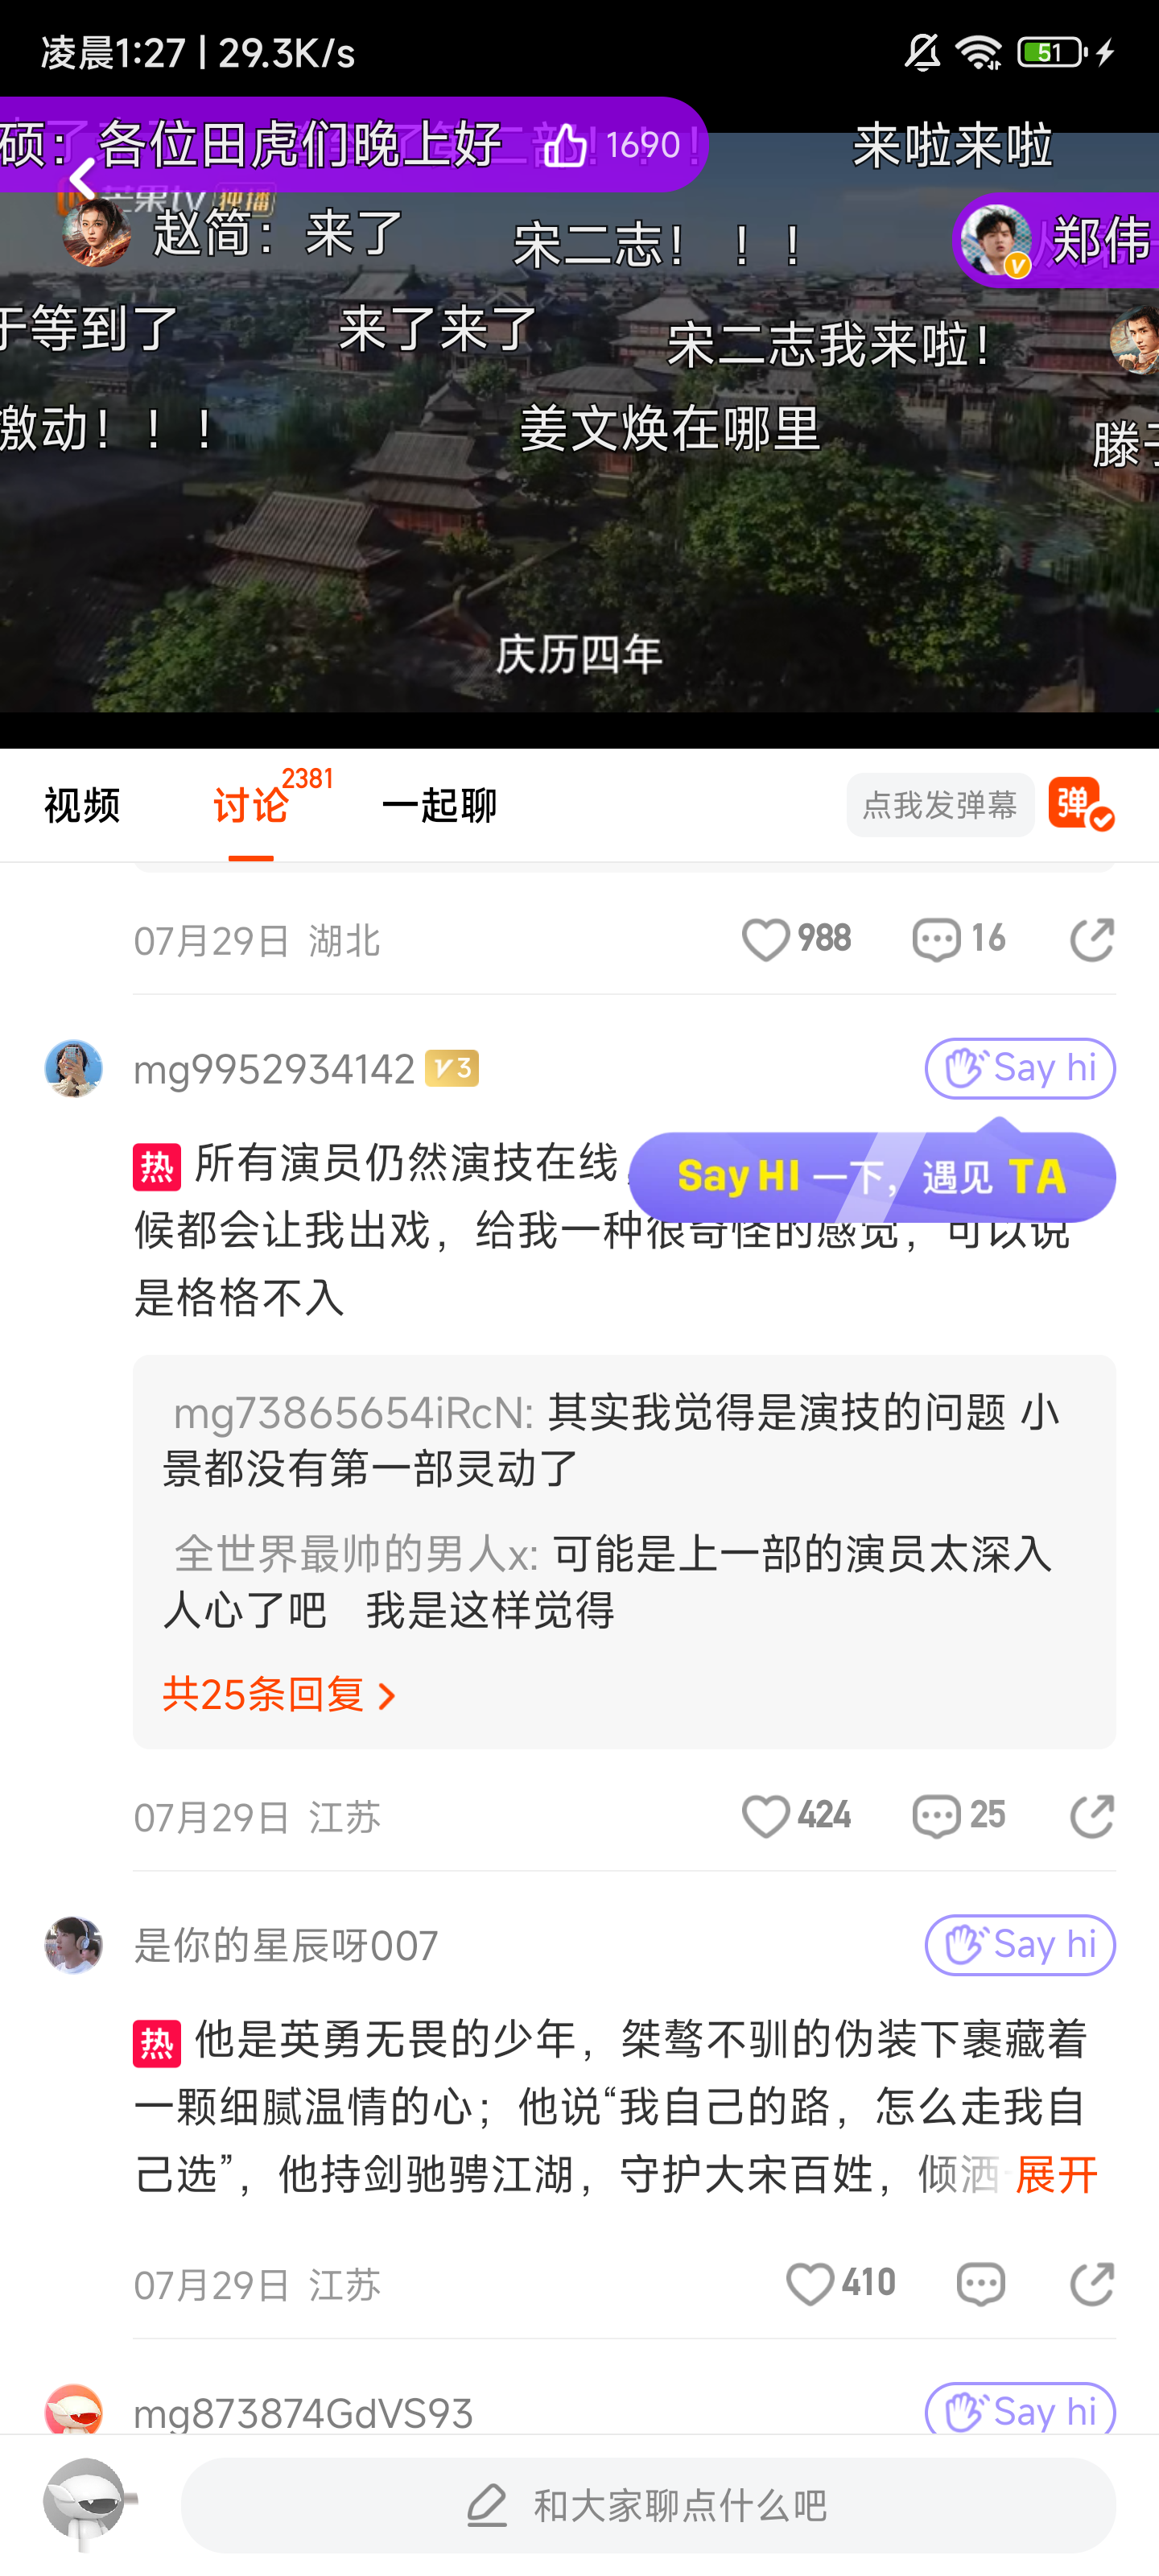 凌晨1:27 | 29.3K/s
51
硕：各位田虎们晚上好 1690
来啦来啦
芒果tv 独播
赵简：来了
宋二志！！！
郑伟
于等到了
来了来了
宋二志我来啦！
激动！！！
姜文焕在哪里
滕
庆历四年
视频
讨论 2381
一起聊
点我发弹幕
弹
07月29日 湖北
988
16
mg9952934142 V3
Say hi
热 所有演员仍然演技在线
Say HI 一下，遇见 TA
候都会让我出戏，给我一种很奇怪的感觉，可以说
是格格不入
mg73865654iRcN: 其实我觉得是演技的问题 小
景都没有第一部灵动了
全世界最帅的男人x: 可能是上一部的演员太深入
人心了吧 我是这样觉得
共25条回复 >
07月29日 江苏
424
25
是你的星辰呀007
Say hi
热 他是英勇无畏的少年，桀骜不驯的伪装下裹藏着
一颗细腻温情的心；他说“我自己的路，怎么走我自
己选”，他持剑驰骋江湖，守护大宋百姓，倾洒 展开
07月29日 江苏
410
mg873874GdVS93
Say hi
和大家聊点什么吧